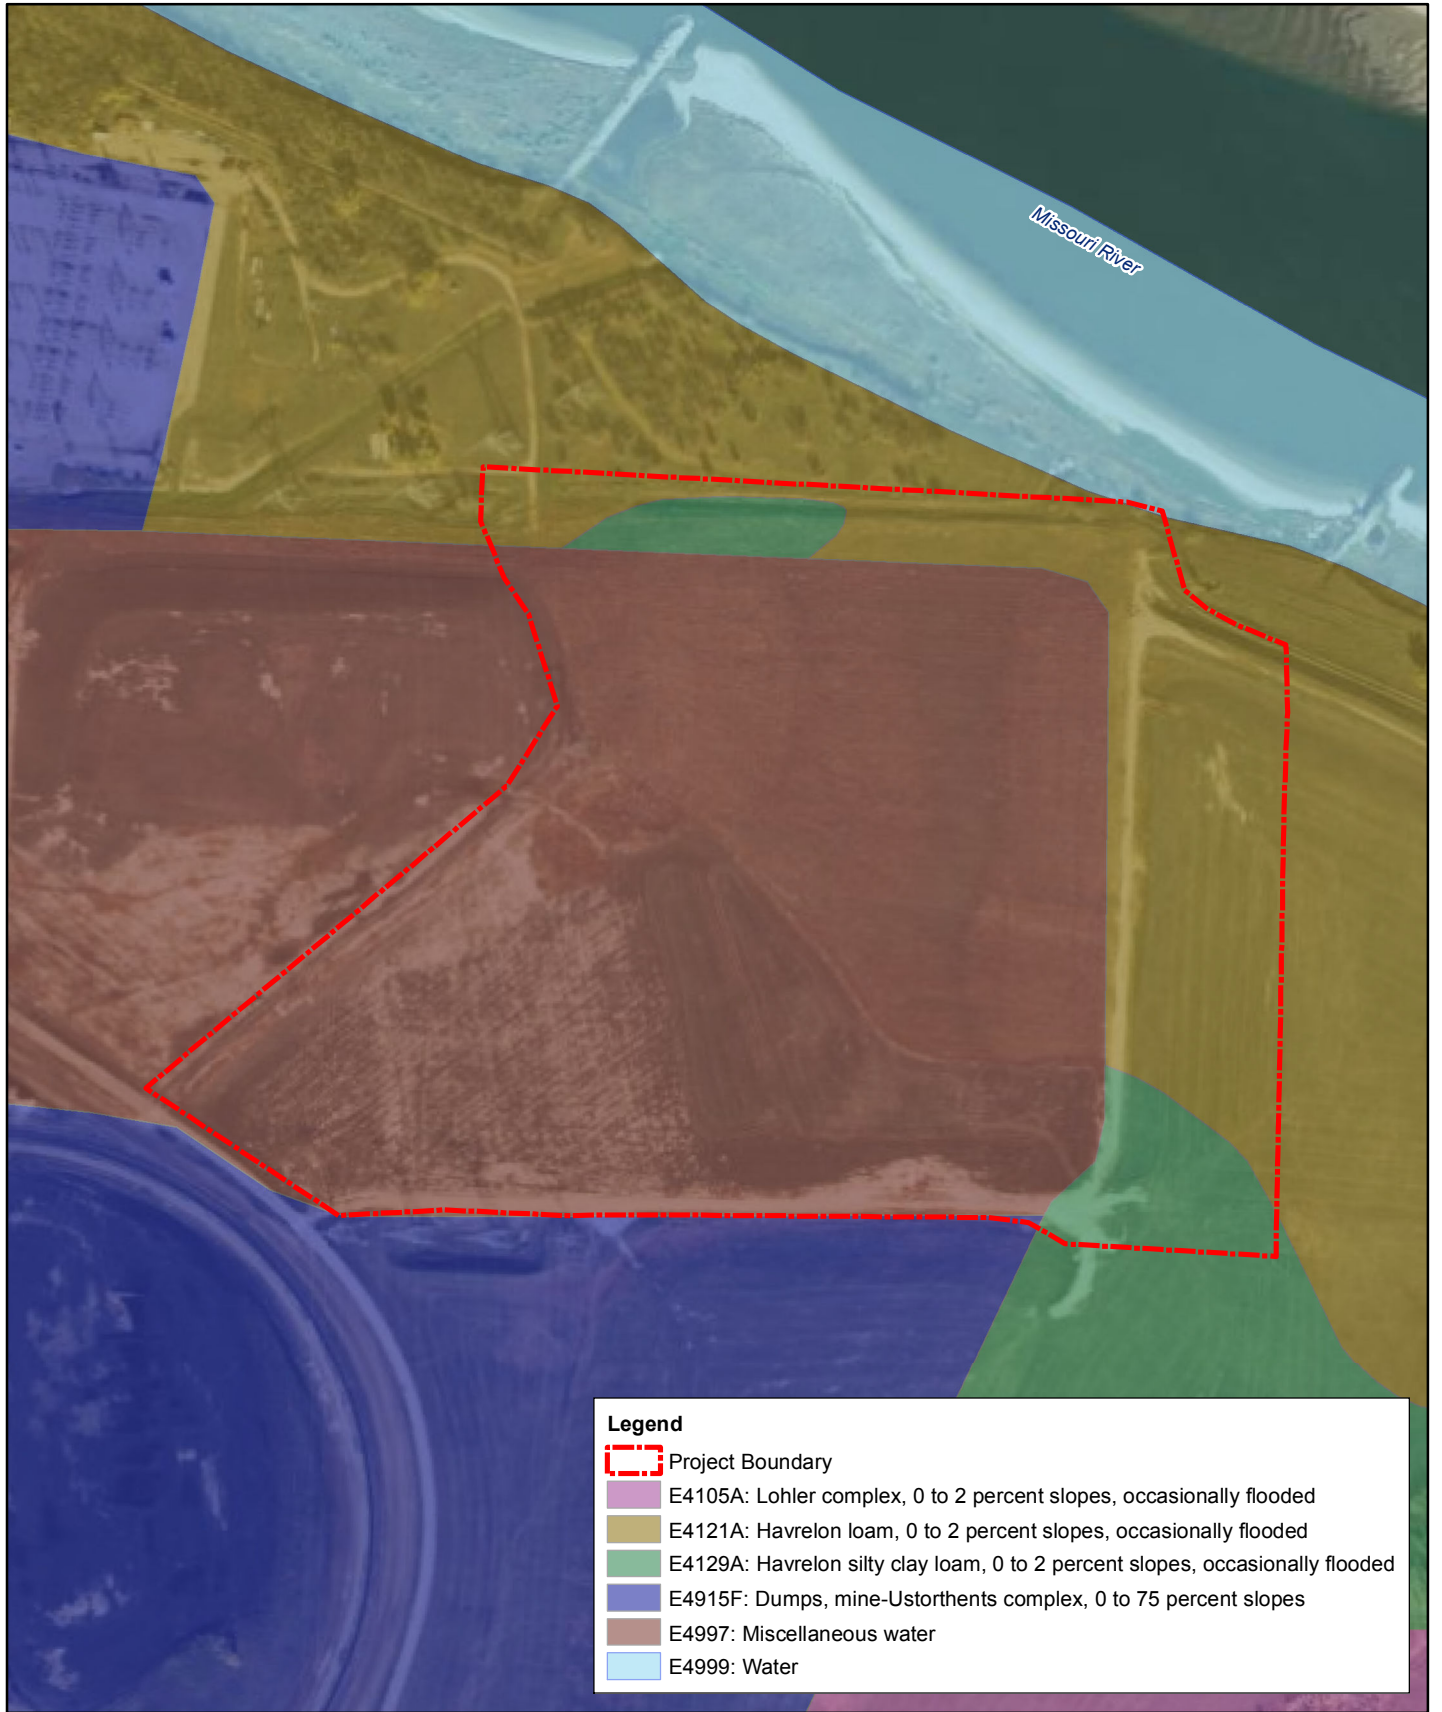 Missouri River
Legend
Project Boundary
E4105A: Lohler complex, 0 to 2 percent slopes, occasionally flooded
E4121A: Havrelon loam, 0 to 2 percent slopes, occasionally flooded
E4129A: Havrelon silty clay loam, 0 to 2 percent slopes, occasionally flooded
E4915F: Dumps, mine-Ustorthents complex, 0 to 75 percent slopes
E4997: Miscellaneous water
E4999: Water